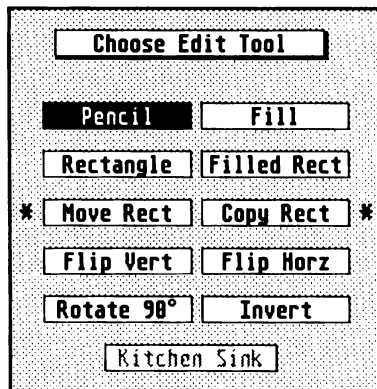 Choose Edit Tool
Pencil Fill
Rectangle Filled Rect
* Move Rect Copy Rect *
Flip Vert Flip Horz
Rotate 90° Invert
Kitchen Sink